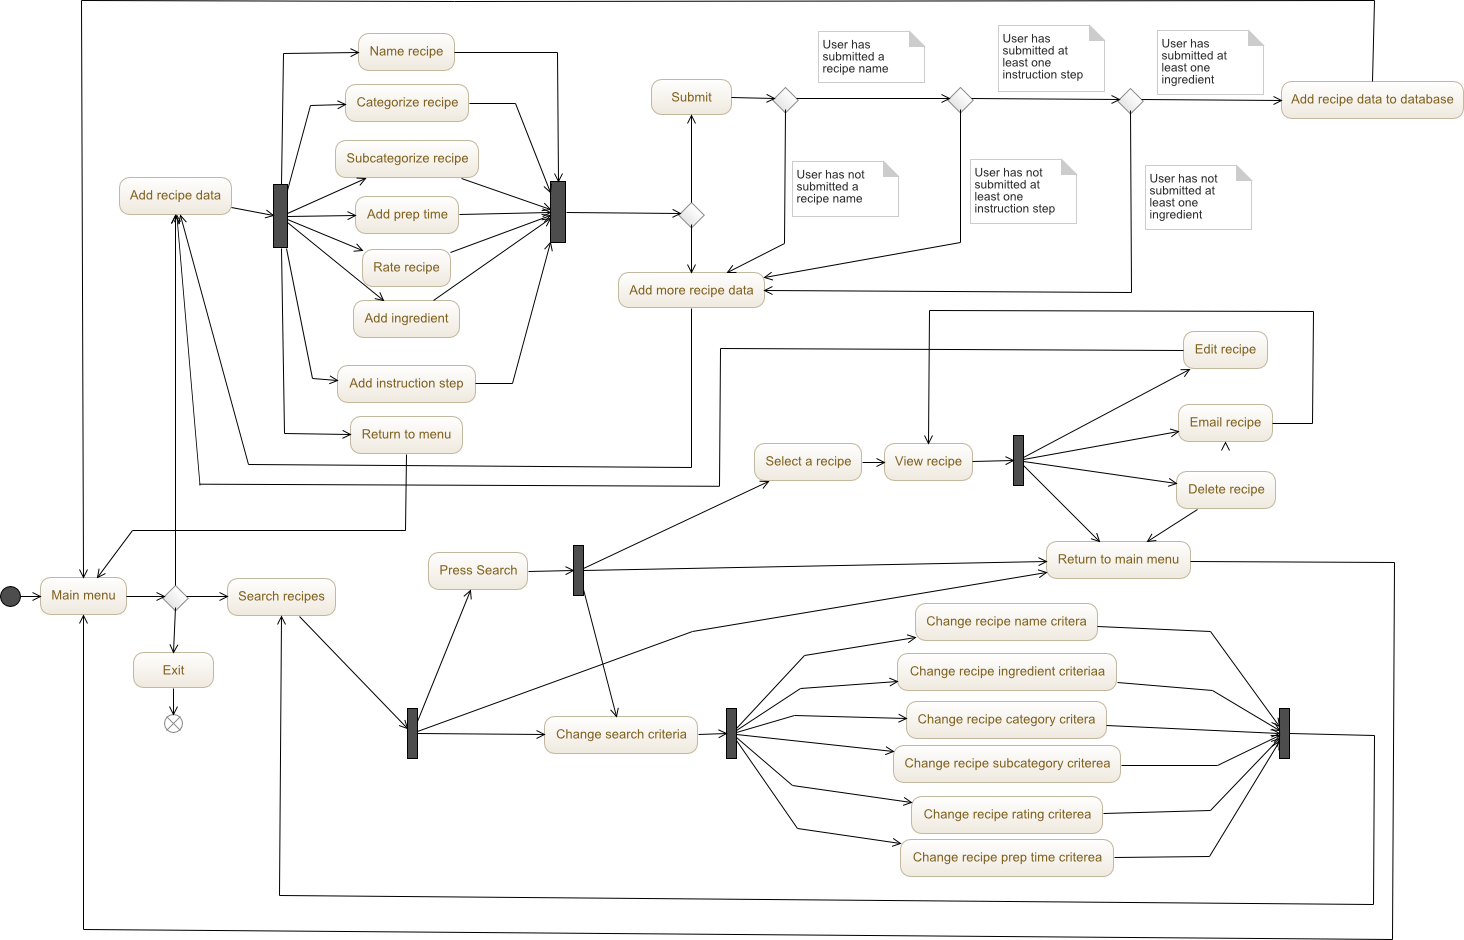 Name recipe
Categorize recipe
Subcategorize recipe
Add recipe data
Add prep time
Rate recipe
Add ingredient
Add instruction step
Return to menu
Submit
User has
submitted a
recipe name
User has
submitted at
least one
instruction step
User has
submitted at
least one
ingredient
Add recipe data to database
User has not
submitted a
recipe name
User has not
submitted at
least one
instruction step
User has not
submitted at
least one
ingredient
Add more recipe data
Edit recipe
Email recipe
Select a recipe
View recipe
Delete recipe
Return to main menu
Press Search
Main menu
Search recipes
Exit
Change search criteria
Change recipe name critera
Change recipe ingredient criteriaa
Change recipe category critera
Change recipe subcategory criterea
Change recipe rating criterea
Change recipe prep time criterea